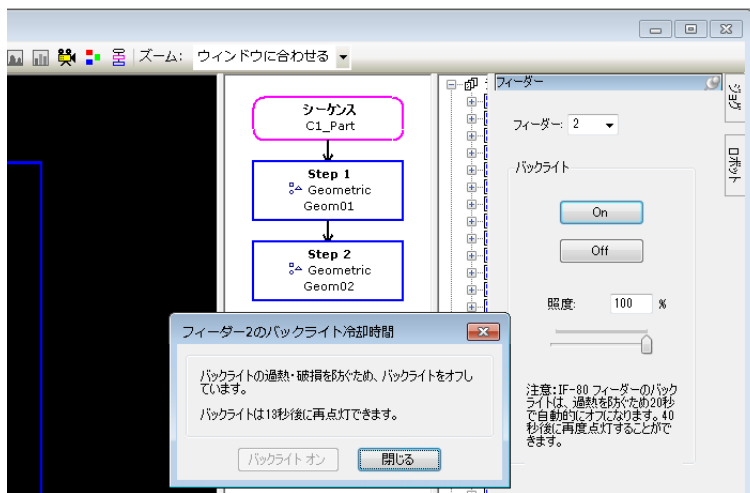 ズーム: ウィンドウに合わせる
シーケンス
C1_Part
Step 1
Geometric
Geom01
Step 2
Geometric
Geom02
フィーダー
フィーダー: 2
バックライト
On
Off
照度: 100 %
注意:IF-80 フィーダーのバック
ライトは、過熱を防ぐため20秒
で自動的にオフになります。40
秒後に再度点灯することがで
きます。
ジョグ
ロボット
フィーダー2のバックライト冷却時間
バックライトの過熱・破損を防ぐため、バックライトをオフし
ています。
バックライトは13秒後に再点灯できます。
バックライト オン
閉じる